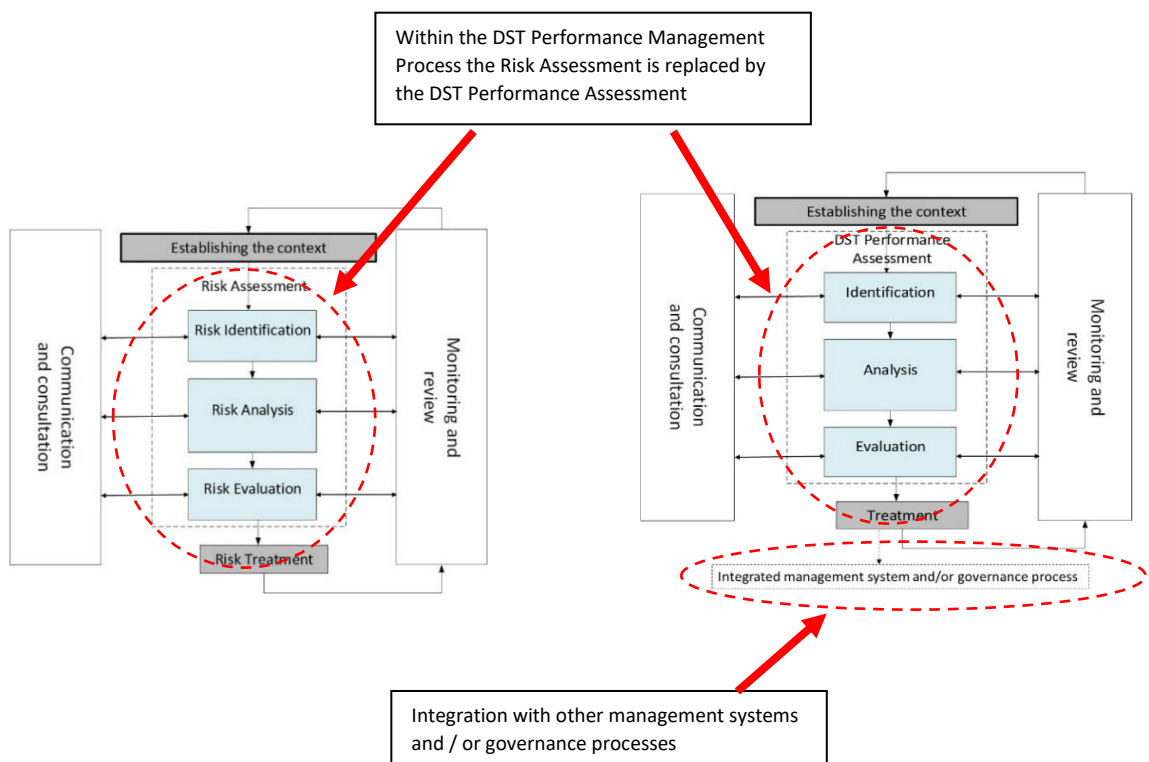 Within the DST Performance Management
Process the Risk Assessment is replaced by
the DST Performance Assessment
Establishing the context
Risk Assessment
Risk Identification
Risk Analysis
Risk Evaluation
Risk Treatment
Communication
and consultation
Monitoring and
review
Establishing the context
DST Performance
Assessment
Identification
Analysis
Evaluation
Treatment
Communication
and consultation
Monitoring and
review
Integrated management system and/or governance process
Integration with other management systems
and / or governance processes